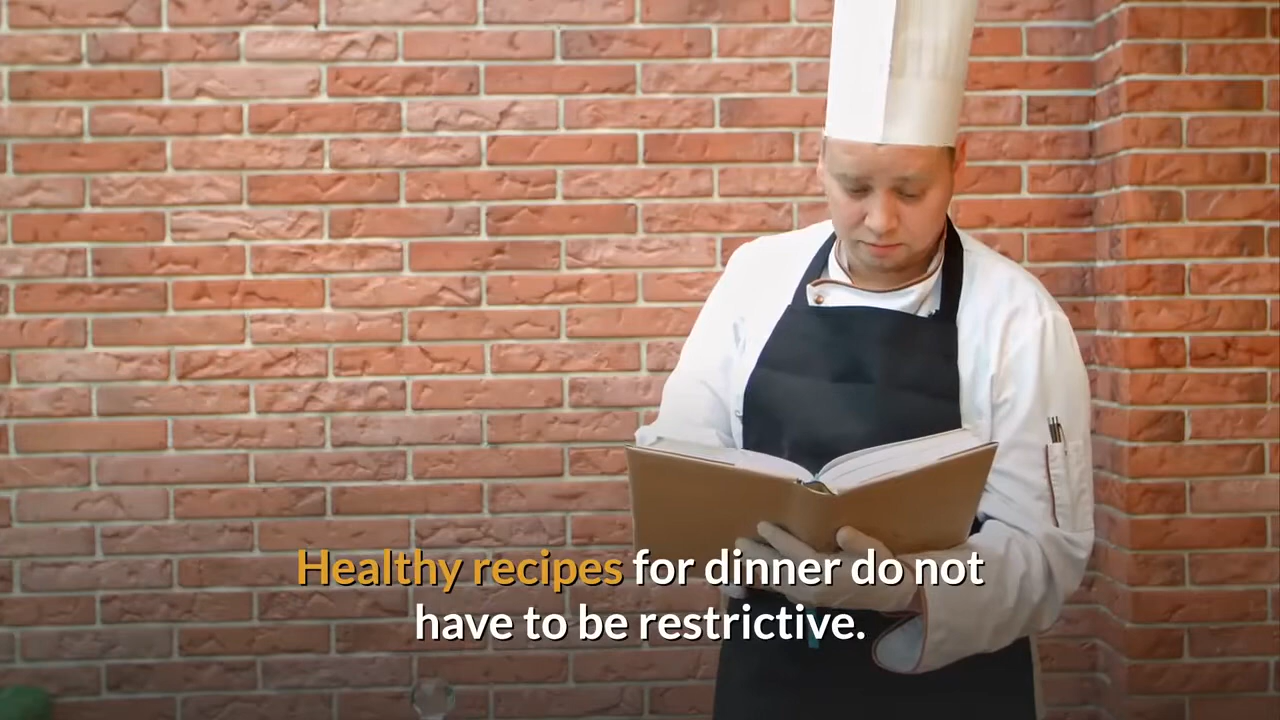 Healthy recipes for dinner do not
have to be restrictive.